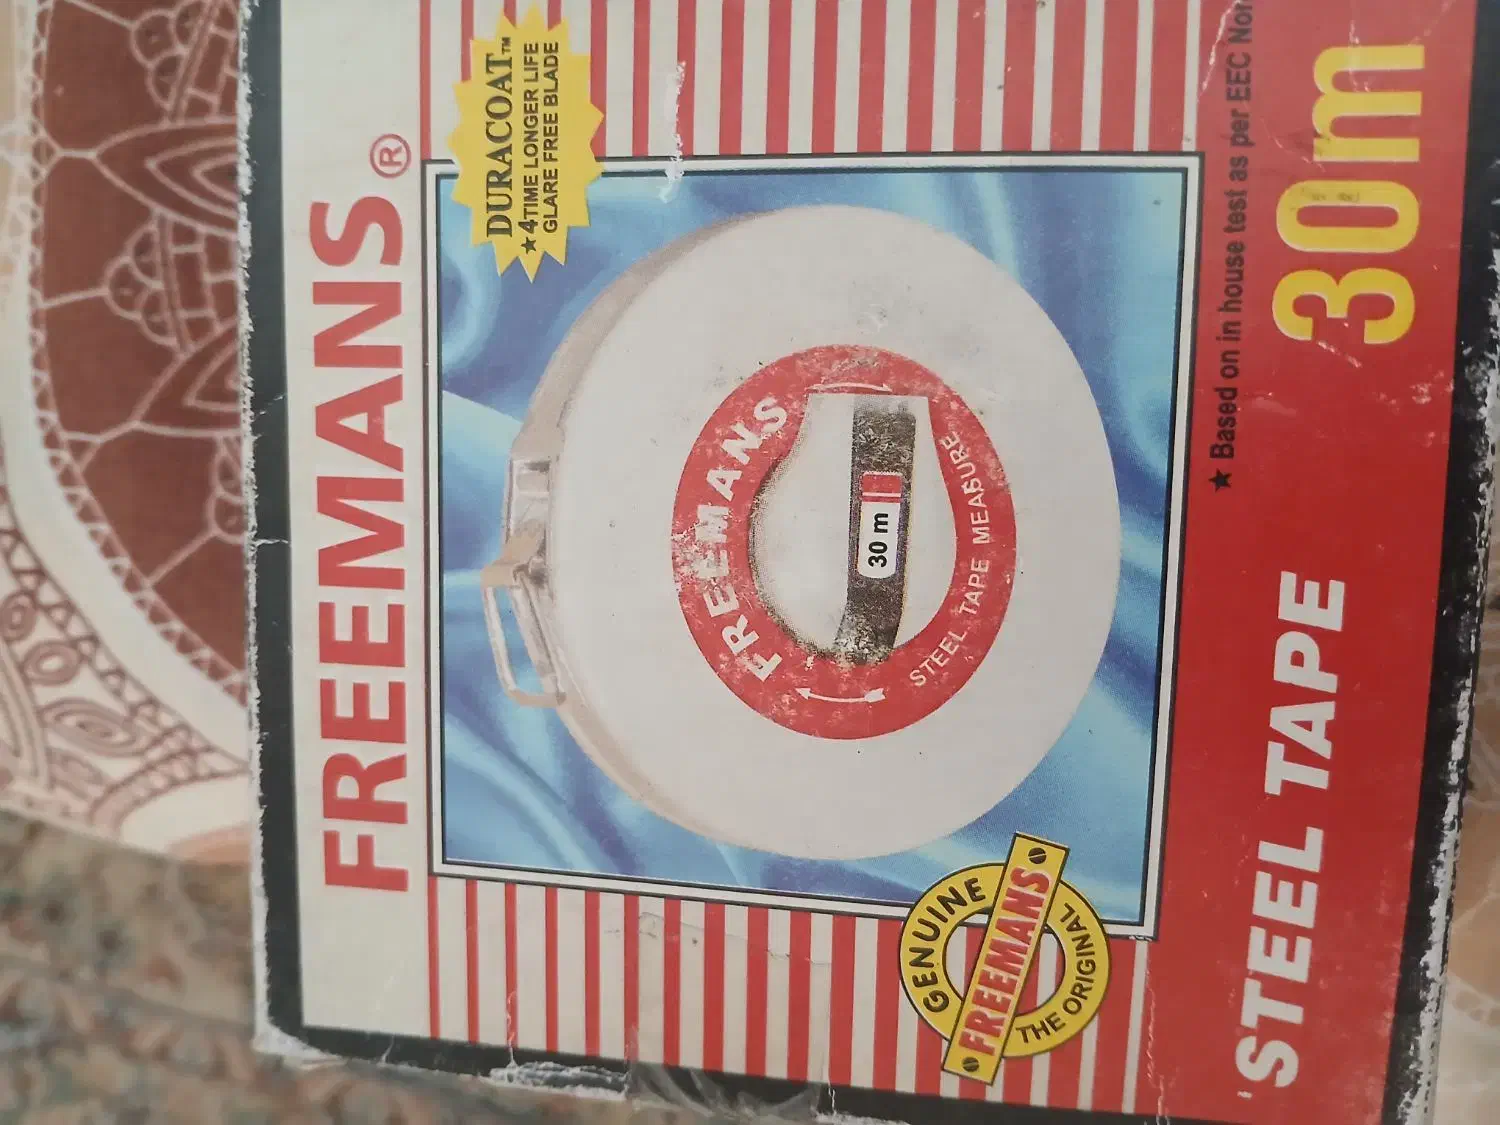 FREEMANS®
DURACOAT™
★4TIME LONGER LIFE
GLARE FREE BLADE
FREEMANS
30 m
STEEL TAPE MEASURE
GENUINE
FREEMANS
THE ORIGINAL
★ Based on in house test as per EEC
STEEL TAPE 30m